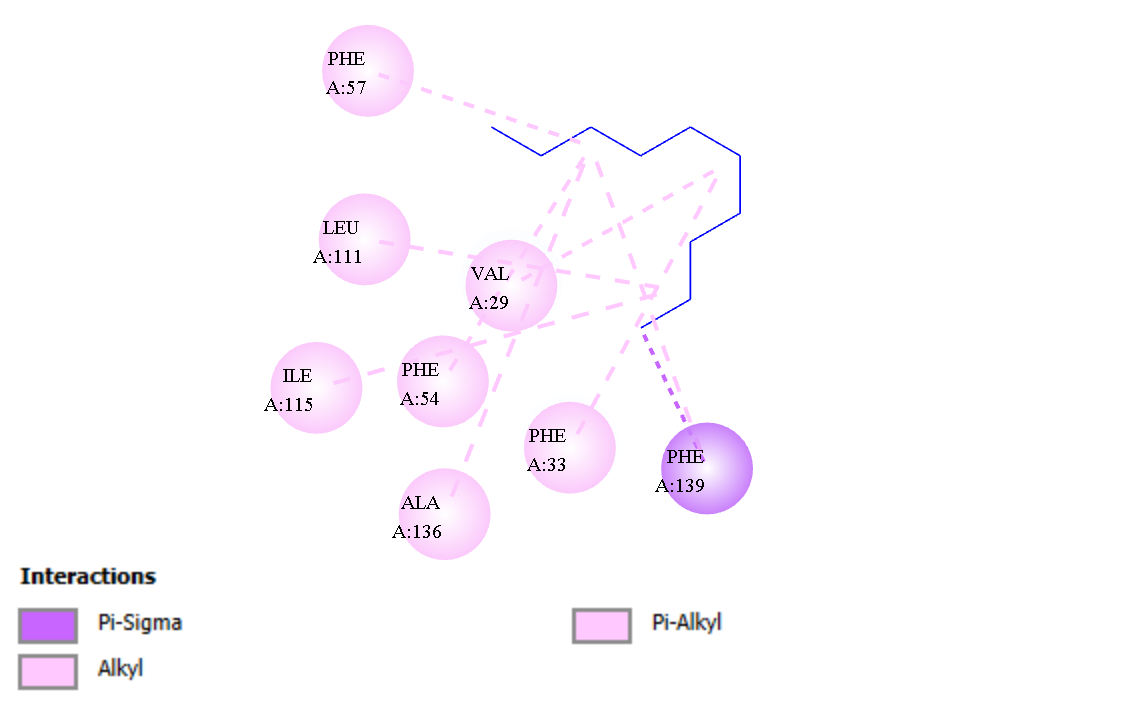 PHE
A:57
LEU
A:111
VAL
A:29
ILE
A:115
PHE
A:54
PHE
A:33
PHE
A:139
ALA
A:136
Interactions
Pi-Sigma
Alkyl
Pi-Alkyl